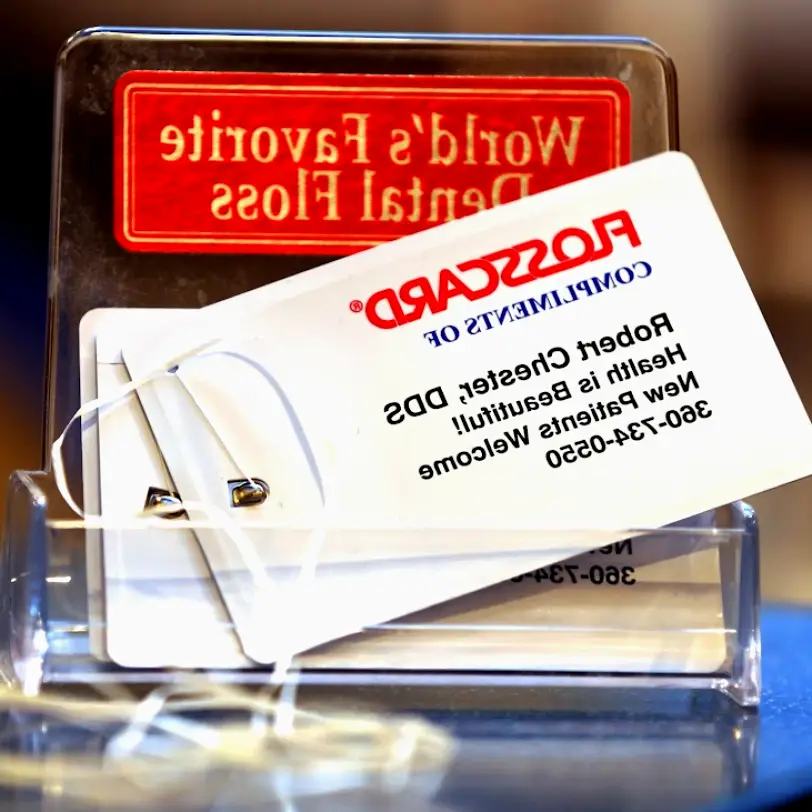 World's Favorite
Dental Floss
FLOSSCARD®
COMPLIMENTS OF
Robert Chester, DDS
Health is Beautiful!
New Patients Welcome
360-734-0550